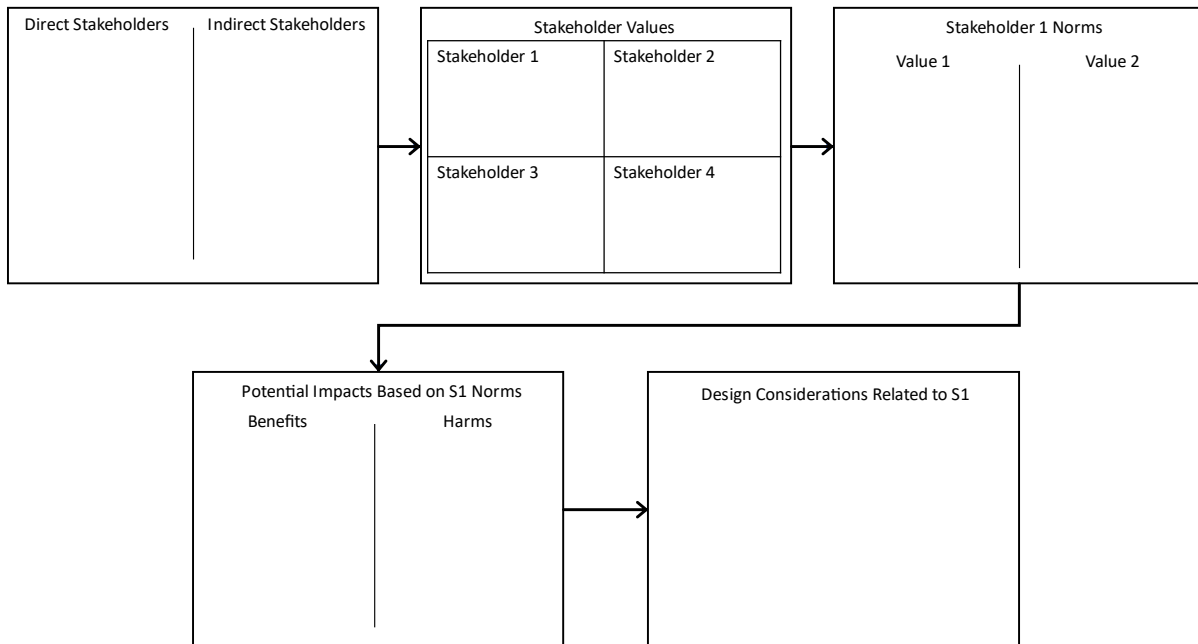 Direct Stakeholders
Indirect Stakeholders
Stakeholder Values
Stakeholder 1
Stakeholder 2
Stakeholder 3
Stakeholder 4
Stakeholder 1 Norms
Value 1
Value 2
Potential Impacts Based on S1 Norms
Benefits
Harms
Design Considerations Related to S1